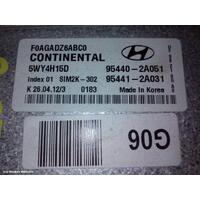 F0AGADZ6ABC0
CONTINENTAL
HYUNDAI
5WY4H15D 95440-2A051
Index 01 SIM2K-302 95441-2A031
K 26.04.12/3 0183 Made in Korea
G06